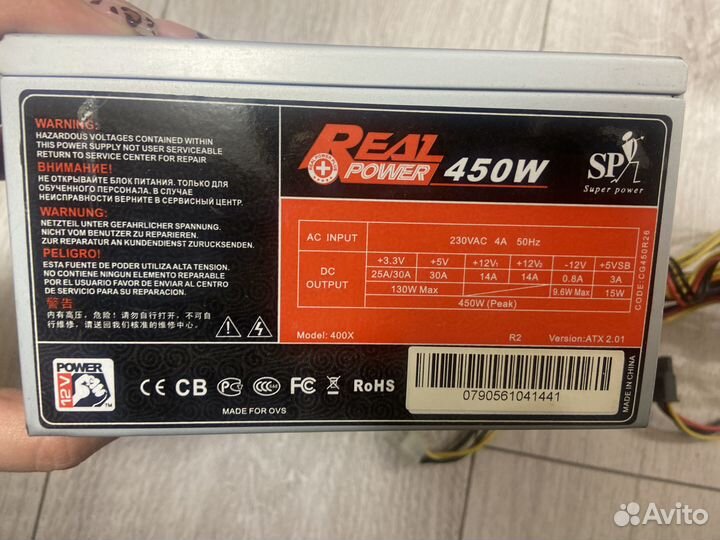 WARNING:
HAZARDOUS VOLTAGES CONTAINED WITHIN
THIS POWER SUPPLY NOT USER SERVICEABLE
RETURN TO SERVICE CENTER FOR REPAIR
ВНИМАНИЕ!
НЕ ОТКРЫВАЙТЕ БЛОК ПИТАНИЯ. ТОЛЬКО ДЛЯ
ОБУЧЕННОГО ПЕРСОНАЛА. В СЛУЧАЕ
НЕИСПРАВНОСТИ ВЕРНИТЕ В СЕРВИСНЫЙ ЦЕНТР.
WARNUNG:
NETZTEIL UNTER GEFAHRLICHER SPANNUNG.
NICHT VOM BENUTZER ZU REPARIEREN.
ZUR REPARATUR AN KUNDENDIENST ZURUCKSENDEN.
PELIGRO!
ESTA FUENTE DE PODER UTILIZA ALTA TENSION.
NO CONTIENE NINGUN ELEMENTO REPARABLE
POR EL USUARIO. FAVOR DE ENVIAR AL CENTRO
DE SERVICIO PARA SU REPARACION.
警告
内有高压，危险！请勿自行打开，不可自
行维修，请送回我们核准的维修中心。
REAL
POWER
450W
SP
Super power
AC INPUT
230VAC 4A 50Hz
DC
OUTPUT
+3.3V +5V +12V1 +12V2 -12V +5VSB
25A/30A 30A 14A 14A 0.8A 3A
130W Max 9.6W Max 15W
450W (Peak)
CODE:CG450R26
Model: 400X
R2
Version:ATX 2.01
POWER
12V
TM
CE CB PC CCC FC RoHS
MADE FOR OVS
0790561041441
MADE IN CHINA
Avito